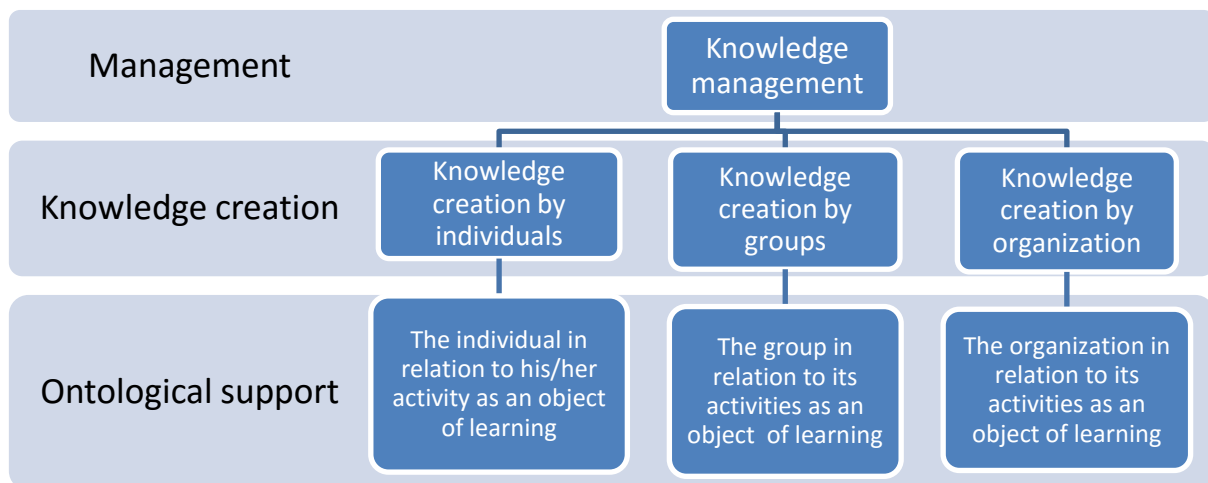 Management
Knowledge
management
Knowledge creation
Knowledge
creation by
individuals
Knowledge
creation by
groups
Knowledge
creation by
organization
Ontological support
The individual in
relation to his/her
activity as an object
of learning
The group in
relation to its
activities as an
object of learning
The organization in
relation to its
activities as an
object of learning